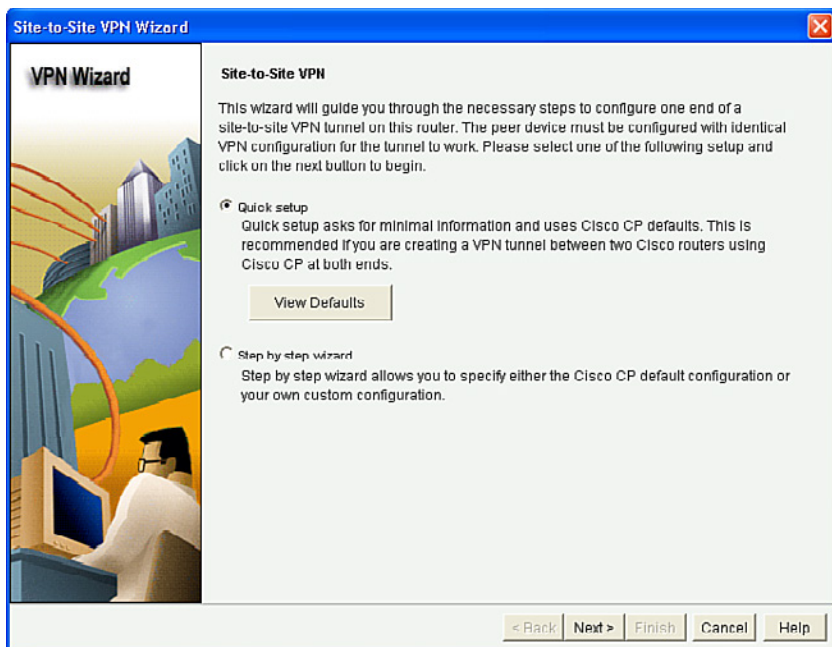 Site-to-Site VPN Wizard
VPN Wizard
Site-to-Site VPN
This wizard will guide you through the necessary steps to configure one end of a
site-to-site VPN tunnel on this router. The peer device must be configured with identical
VPN configuration for the tunnel to work. Please select one of the following setup and
click on the next button to begin.
Quick setup
Quick setup asks for minimal information and uses Cisco CP defaults. This is
recommended if you are creating a VPN tunnel between two Cisco routers using
Cisco CP at both ends.
View Defaults
Step by step wizard
Step by step wizard allows you to specify either the Cisco CP default configuration or
your own custom configuration.
< Back Next > Finish Cancel Help